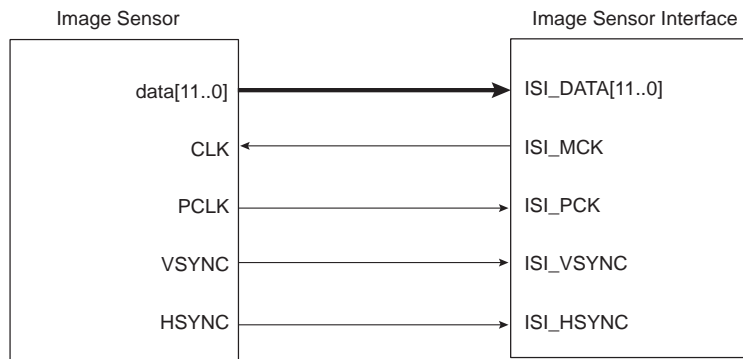 Image Sensor
Image Sensor Interface
data[11..0]
ISI_DATA[11..0]
CLK
ISI_MCK
PCLK
ISI_PCK
VSYNC
ISI_VSYNC
HSYNC
ISI_HSYNC